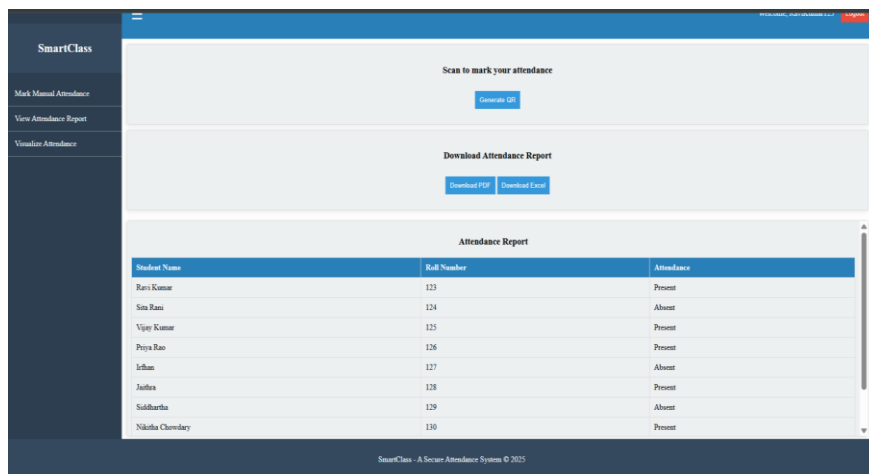 ☰
Welcome, RaviKumar123 Logout
SmartClass
Mark Manual Attendance
View Attendance Report
Visualize Attendance
Scan to mark your attendance
Generate QR
Download Attendance Report
Download PDF Download Excel
Attendance Report
Student Name Roll Number Attendance
Ravi Kumar 123 Present
Sita Rani 124 Absent
Vijay Kumar 125 Present
Priya Rao 126 Present
Irfhan 127 Absent
Jaithra 128 Present
Siddhartha 129 Absent
Nikitha Chowdary 130 Present
SmartClass - A Secure Attendance System © 2025